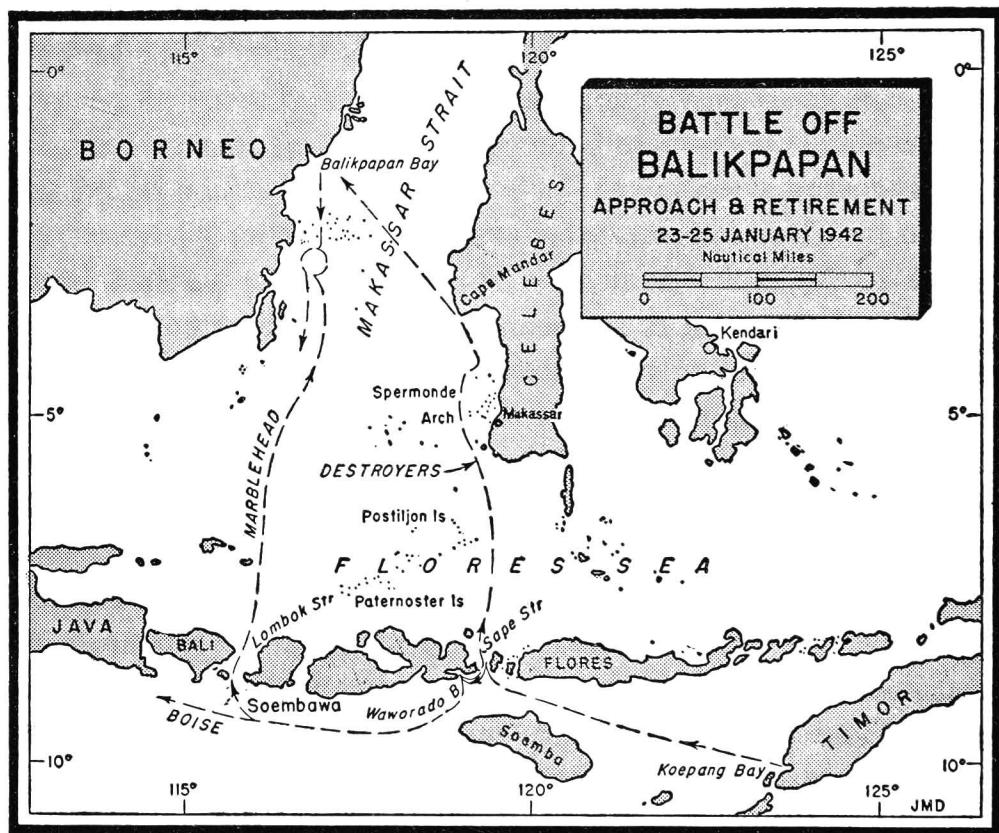 115°
120°
125°
0°
0°
BORNEO
MAKASSAR STRAIT
Balikpapan Bay
BATTLE OFF
BALIKPAPAN
APPROACH & RETIREMENT
23-25 JANUARY 1942
Nautical Miles
0 100 200
Cape Mandar
CELEBES
Kendari
Spermonde
Arch
Makassar
5°
5°
MARBLEHEAD
DESTROYERS
Postiljon Is
FLORES SEA
Paternoster Is
Lombok Str
Sape Str
JAVA
BALI
FLORES
Soembawa
Waworado B
BOISE
Soemba
TIMOR
Koepang Bay
10°
10°
115°
120°
125°
JMD